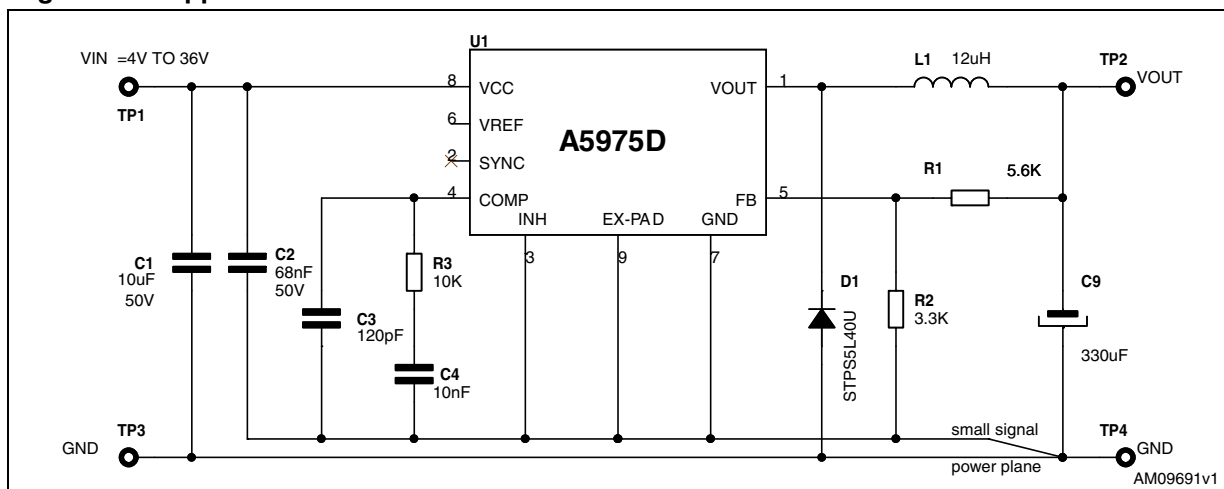 U1
VIN =4V TO 36V
L1 12uH
TP2
VOUT
TP1
8 VCC
VOUT 1
6 VREF
A5975D
2 SYNC
R1 5.6K
4 COMP
FB 5
INH EX-PAD GND
3 9 7
C1
10uF
50V
C2
68nF
50V
R3
10K
D1
STPS5L40U
C9
R2
3.3K
C3
120pF
330uF
C4
10nF
TP3
GND
small signal
power plane
TP4
GND
AM09691v1